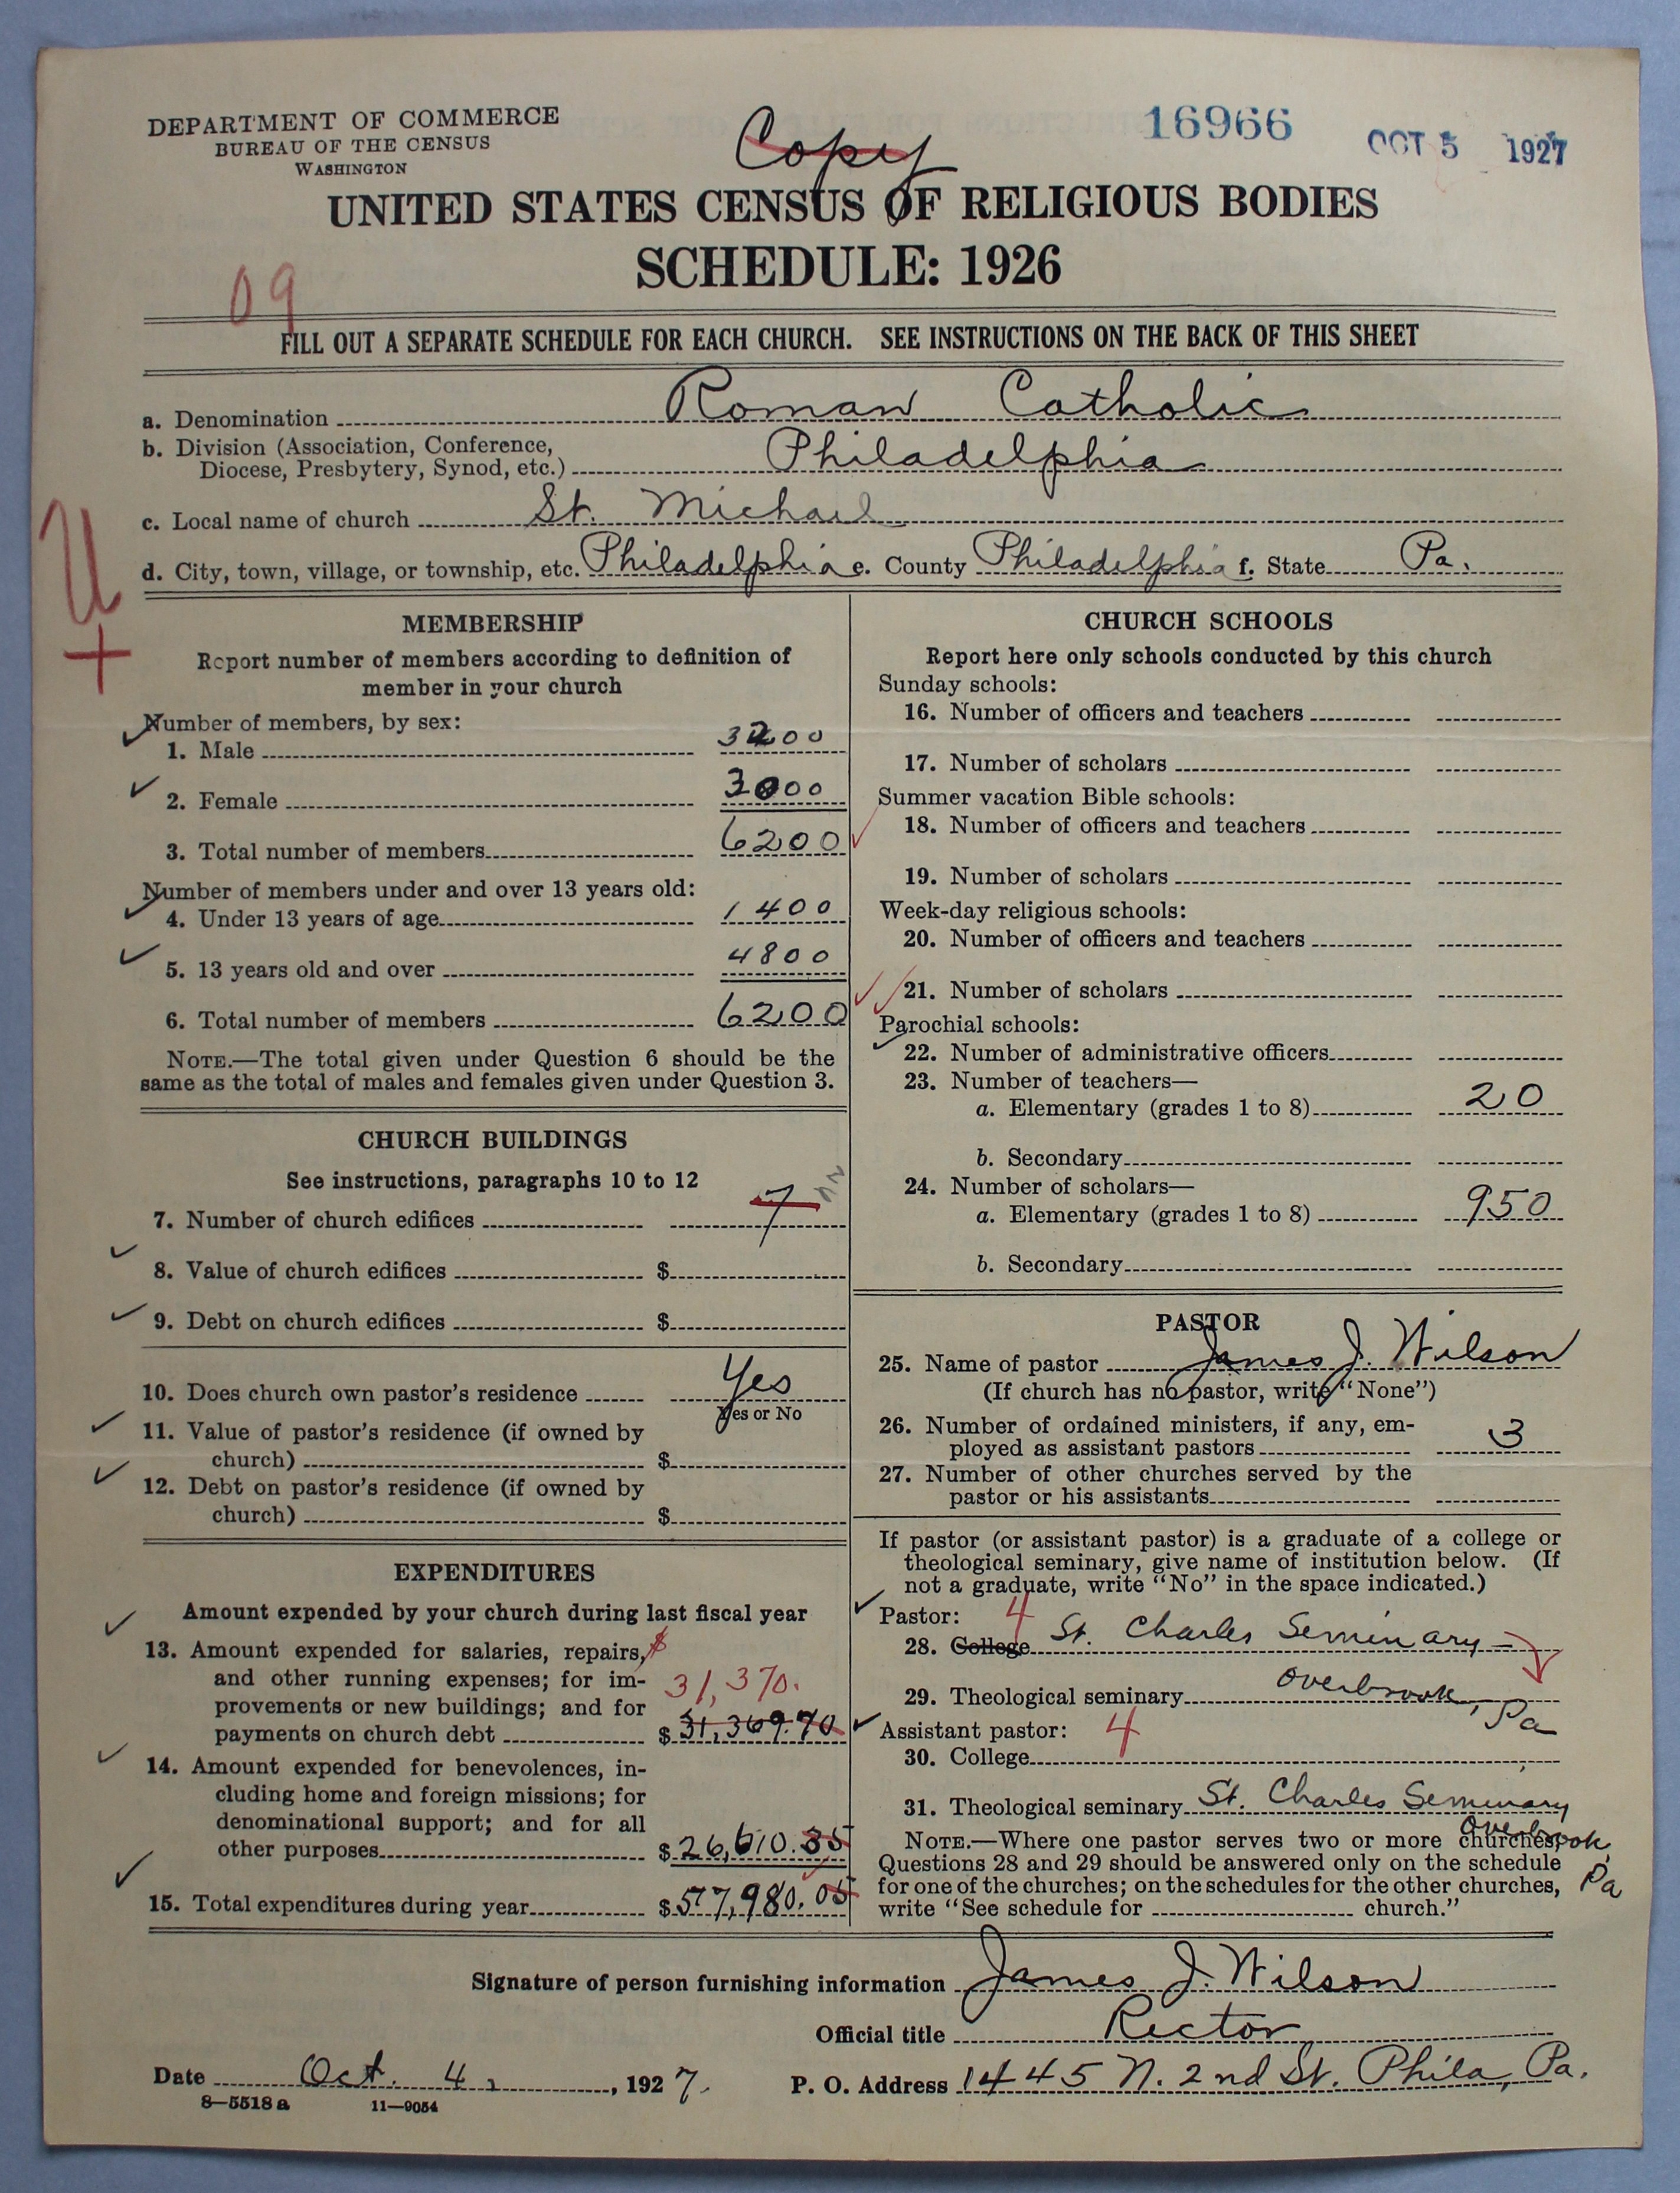 DEPARTMENT OF COMMERCE
BUREAU OF THE CENSUS
WASHINGTON
Copy
16966
OCT 5 1927
UNITED STATES CENSUS OF RELIGIOUS BODIES
SCHEDULE: 1926
09
FILL OUT A SEPARATE SCHEDULE FOR EACH CHURCH. SEE INSTRUCTIONS ON THE BACK OF THIS SHEET
a. Denomination Roman Catholic
b. Division (Association, Conference,
Diocese, Presbytery, Synod, etc.) Philadelphia
c. Local name of church St. Michael
d. City, town, village, or township, etc. Philadelphia e. County Philadelphia f. State Pa.
U
+
MEMBERSHIP
Report number of members according to definition of
member in your church
Number of members, by sex:
1. Male 3200
2. Female 3000
3. Total number of members 6200
Number of members under and over 13 years old:
4. Under 13 years of age 1400
5. 13 years old and over 4800
6. Total number of members 6200
NOTE.—The total given under Question 6 should be the
same as the total of males and females given under Question 3.
CHURCH BUILDINGS
See instructions, paragraphs 10 to 12
7. Number of church edifices 7
8. Value of church edifices $
9. Debt on church edifices $
10. Does church own pastor's residence Yes
Yes or No
11. Value of pastor's residence (if owned by
church) $
12. Debt on pastor's residence (if owned by
church) $
EXPENDITURES
Amount expended by your church during last fiscal year
13. Amount expended for salaries, repairs, $
and other running expenses; for im- 31,370.
provements or new buildings; and for
payments on church debt $ 31,369.70
14. Amount expended for benevolences, in-
cluding home and foreign missions; for
denominational support; and for all
other purposes $ 26,610.35
15. Total expenditures during year $ 57,980.05
CHURCH SCHOOLS
Report here only schools conducted by this church
Sunday schools:
16. Number of officers and teachers
17. Number of scholars
Summer vacation Bible schools:
18. Number of officers and teachers
19. Number of scholars
Week-day religious schools:
20. Number of officers and teachers
21. Number of scholars
Parochial schools:
22. Number of administrative officers
23. Number of teachers—
a. Elementary (grades 1 to 8) 20
b. Secondary
24. Number of scholars—
a. Elementary (grades 1 to 8) 950
b. Secondary
PASTOR
25. Name of pastor James J. Wilson
(If church has no pastor, write "None")
26. Number of ordained ministers, if any, em-
ployed as assistant pastors 3
27. Number of other churches served by the
pastor or his assistants
If pastor (or assistant pastor) is a graduate of a college or
theological seminary, give name of institution below. (If
not a graduate, write "No" in the space indicated.)
Pastor: 4
28. College St. Charles Seminary
29. Theological seminary Overbrook, Pa
Assistant pastor: 4
30. College
31. Theological seminary St. Charles Seminary
Overbrook, Pa
NOTE.—Where one pastor serves two or more churches,
Questions 28 and 29 should be answered only on the schedule
for one of the churches; on the schedules for the other churches,
write "See schedule for church."
Signature of person furnishing information James J. Wilson
Official title Rector
Date Oct. 4, 1927. P. O. Address 1445 N. 2nd St. Phila, Pa.
8—5518 a 11—9054